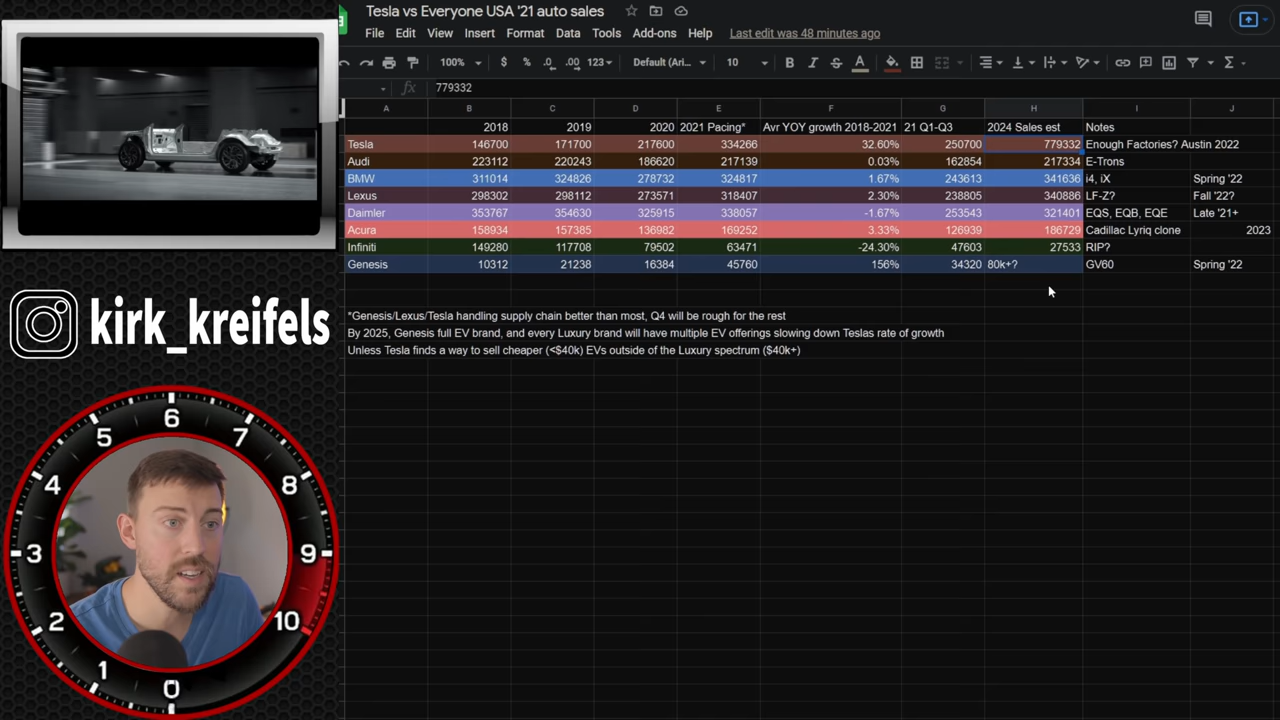 Tesla vs Everyone USA '21 auto sales
File Edit View Insert Format Data Tools Add-ons Help Last edit was 48 minutes ago
100% $ % .0 .00 123 Default (Ari... 10 B I S A
fx 779332
A B C D E F G H I J
2018 2019 2020 2021 Pacing* Avr YOY growth 2018-2021 21 Q1-Q3 2024 Sales est Notes
Tesla 146700 171700 217600 334266 32.60% 250700 779332 Enough Factories? Austin 2022
Audi 223112 220243 186620 217139 0.03% 162854 217334 E-Trons
BMW 311014 324826 278732 324817 1.67% 243613 341636 i4, iX Spring '22
Lexus 298302 298112 273571 318407 2.30% 238805 340886 LF-Z? Fall '22?
Daimler 353767 354630 325915 338057 -1.67% 253543 321401 EQS, EQB, EQE Late '21+
Acura 158934 157385 136982 169252 3.33% 126939 186729 Cadillac Lyriq clone 2023
Infiniti 149280 117708 79502 63471 -24.30% 47603 27533 RIP?
Genesis 10312 21238 16384 45760 156% 34320 80k+? GV60 Spring '22
*Genesis/Lexus/Tesla handling supply chain better than most, Q4 will be rough for the rest
By 2025, Genesis full EV brand, and every Luxury brand will have multiple EV offerings slowing down Teslas rate of growth
Unless Tesla finds a way to sell cheaper (<$40k) EVs outside of the Luxury spectrum ($40k+)
kirk_kreifels
0 1 2 3 4 5 6 7 8 9 10